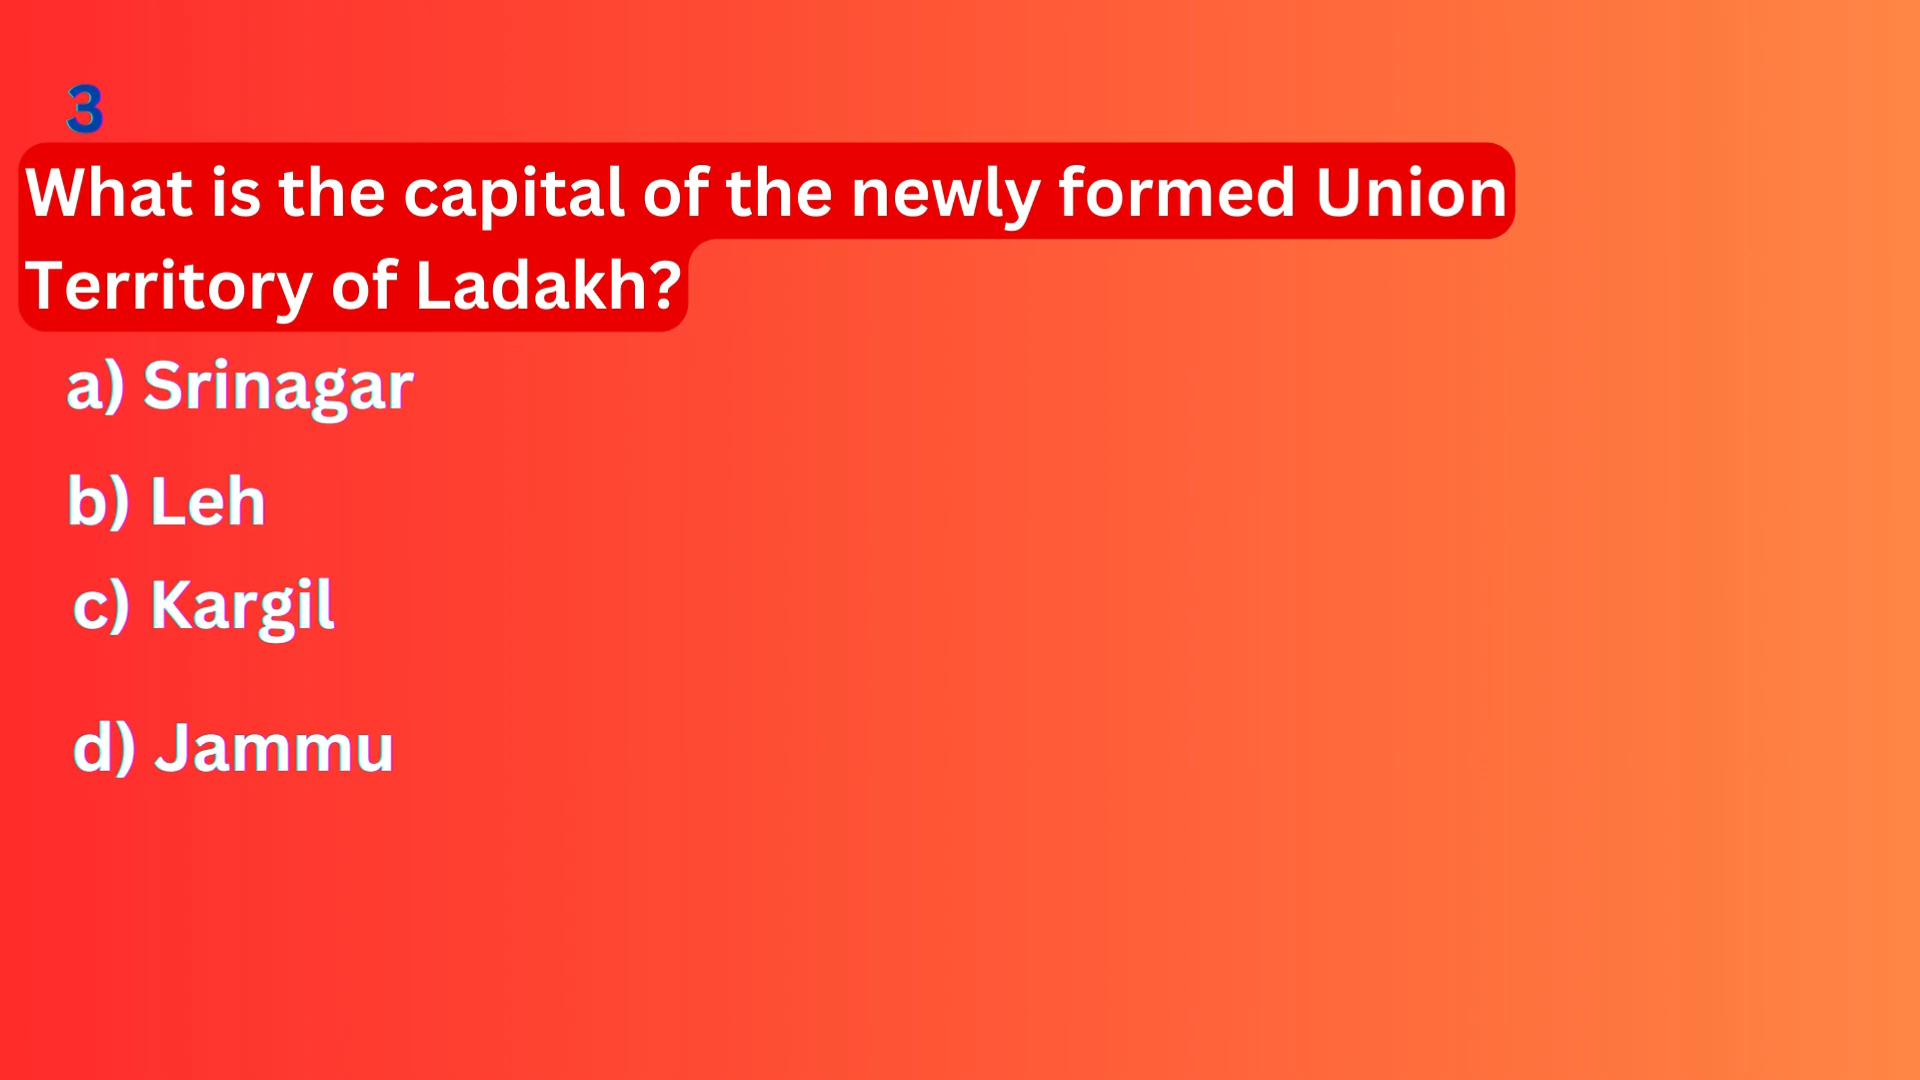 3
What is the capital of the newly formed Union
Territory of Ladakh?
a) Srinagar
b) Leh
c) Kargil
d) Jammu